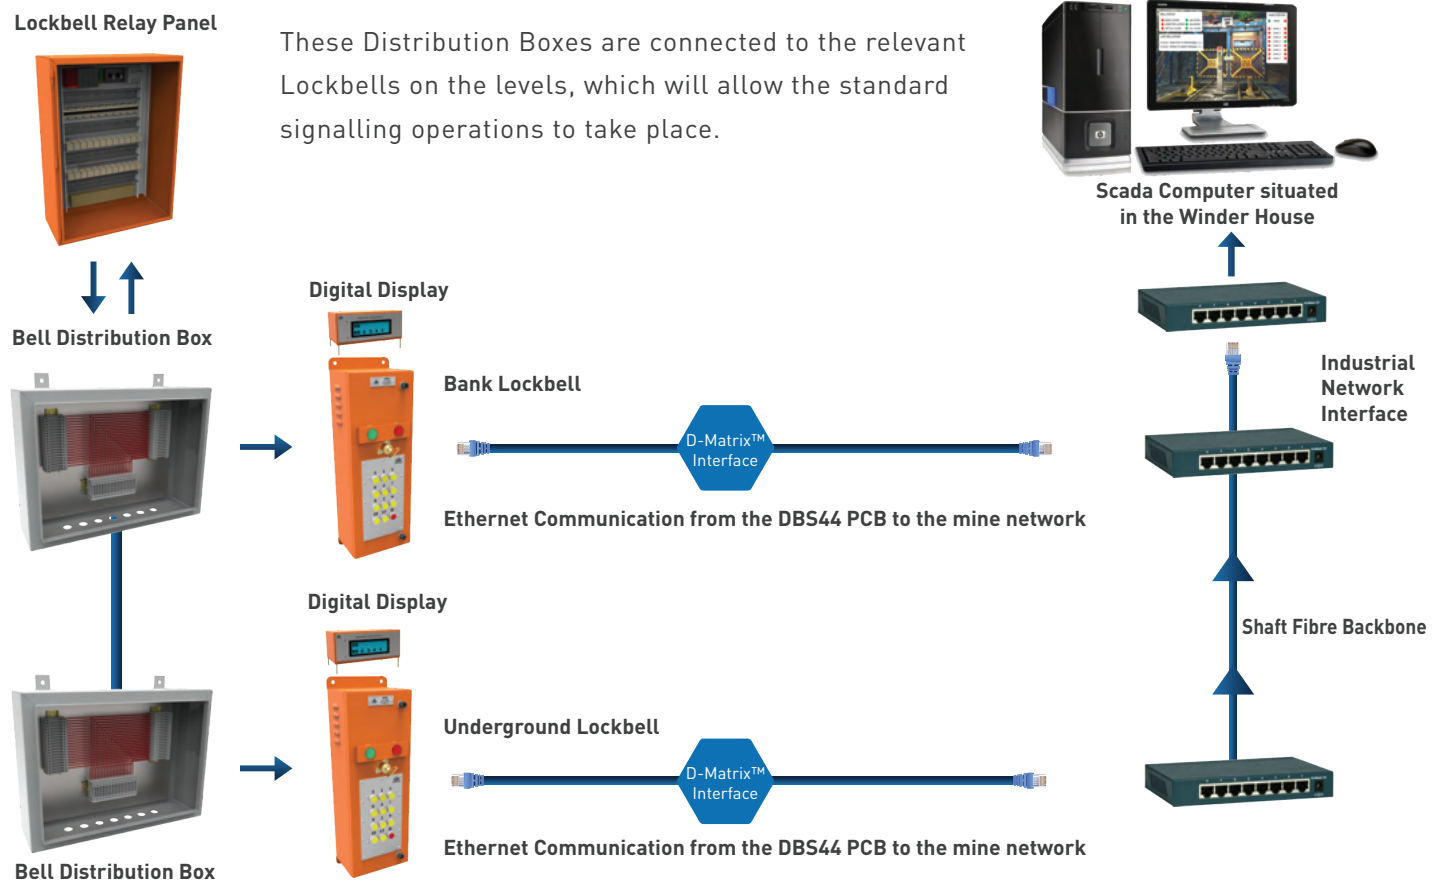 Lockbell Relay Panel
These Distribution Boxes are connected to the relevant
Lockbells on the levels, which will allow the standard
signalling operations to take place.
Scada Computer situated
in the Winder House
Digital Display
Bell Distribution Box
Bank Lockbell
Industrial
Network
Interface
D-Matrix™
Interface
Ethernet Communication from the DBS44 PCB to the mine network
Digital Display
Shaft Fibre Backbone
Underground Lockbell
D-Matrix™
Interface
Ethernet Communication from the DBS44 PCB to the mine network
Bell Distribution Box